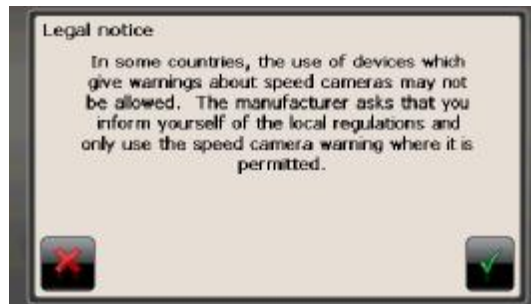 Legal notice
In some countries, the use of devices which
give warnings about speed cameras may not
be allowed. The manufacturer asks that you
inform yourself of the local regulations and
only use the speed camera warning where it is
permitted.